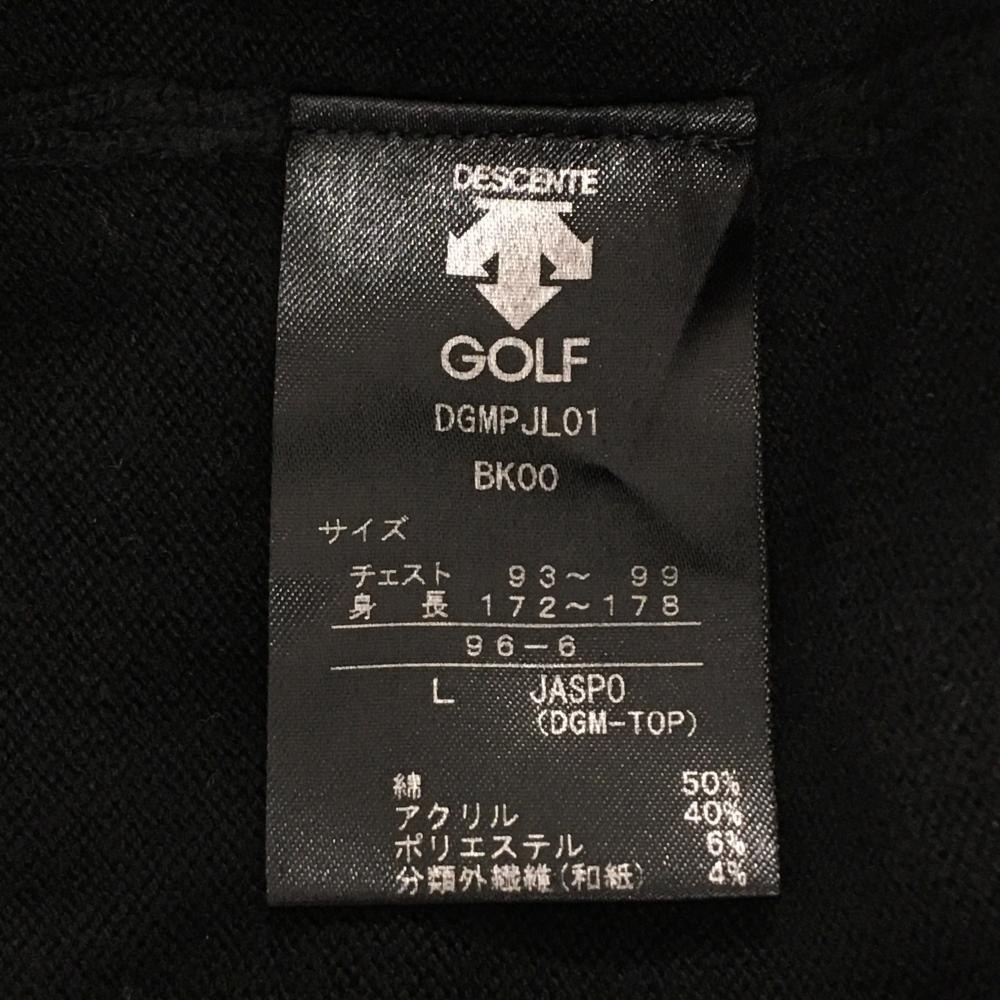 DESCENTE
GOLF
DGMPJL01
BK00
サイズ
チェスト 93～ 99
身長 172～178
96-6
L JASPO
(DGM-TOP)
綿 50%
アクリル 40%
ポリエステル 6%
分類外繊維(和紙) 4%